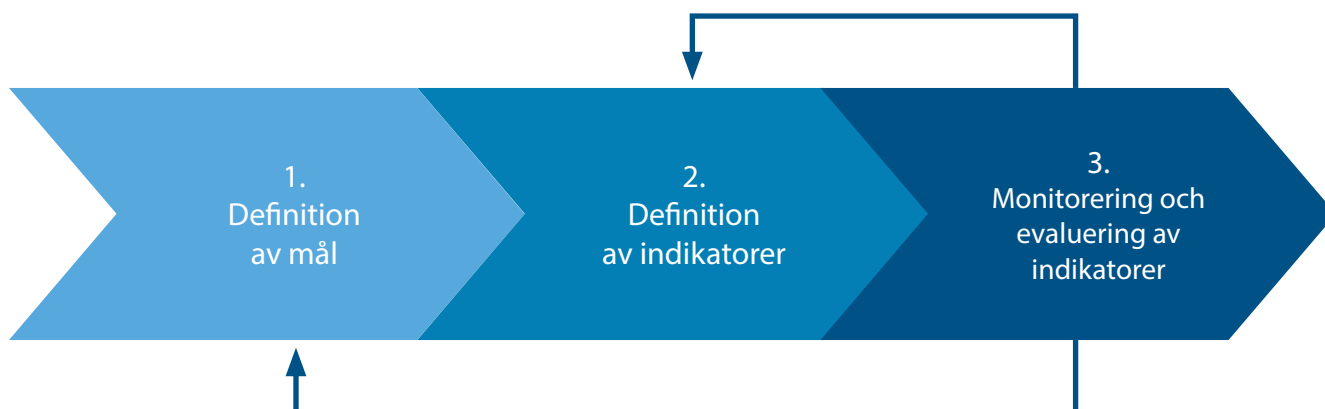 1.
Definition
av mål
2.
Definition
av indikatorer
3.
Monitorering och
evaluering av
indikatorer